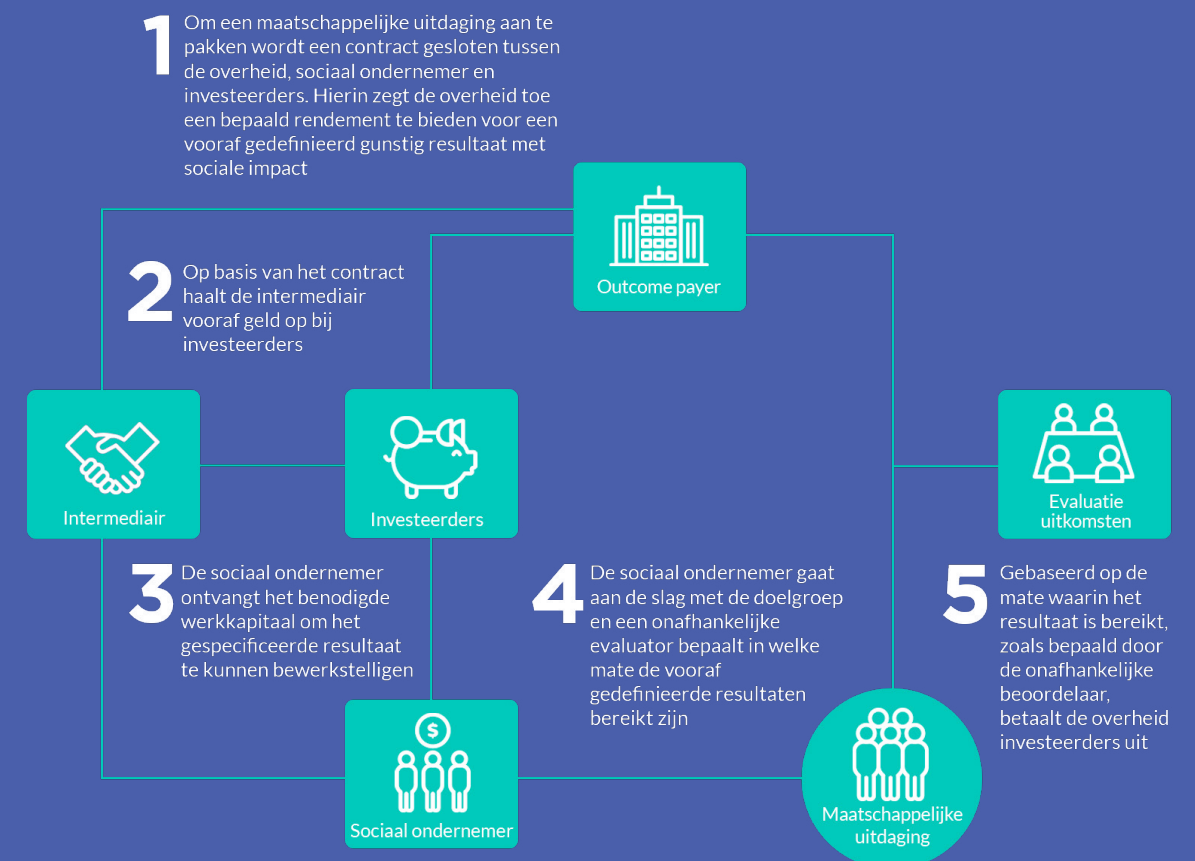 1
Om een maatschappelijke uitdaging aan te
pakken wordt een contract gesloten tussen
de overheid, sociaal ondernemer en
investeerders. Hierin zegt de overheid toe
een bepaald rendement te bieden voor een
vooraf gedefinieerd gunstig resultaat met
sociale impact
Outcome payer
2
Op basis van het contract
haalt de intermediair
vooraf geld op bij
investeerders
Intermediair
Investeerders
Evaluatie
uitkomsten
3
De sociaal ondernemer
ontvangt het benodigde
werkkapitaal om het
gespecificeerde resultaat
te kunnen bewerkstelligen
4
De sociaal ondernemer gaat
aan de slag met de doelgroep
en een onafhankelijke
evaluator bepaalt in welke
mate de vooraf
gedefinieerde resultaten
bereikt zijn
5
Gebaseerd op de
mate waarin het
resultaat is bereikt,
zoals bepaald door
de onafhankelijke
beoordelaar,
betaalt de overheid
investeerders uit
$
Sociaal ondernemer
Maatschappelijke
uitdaging